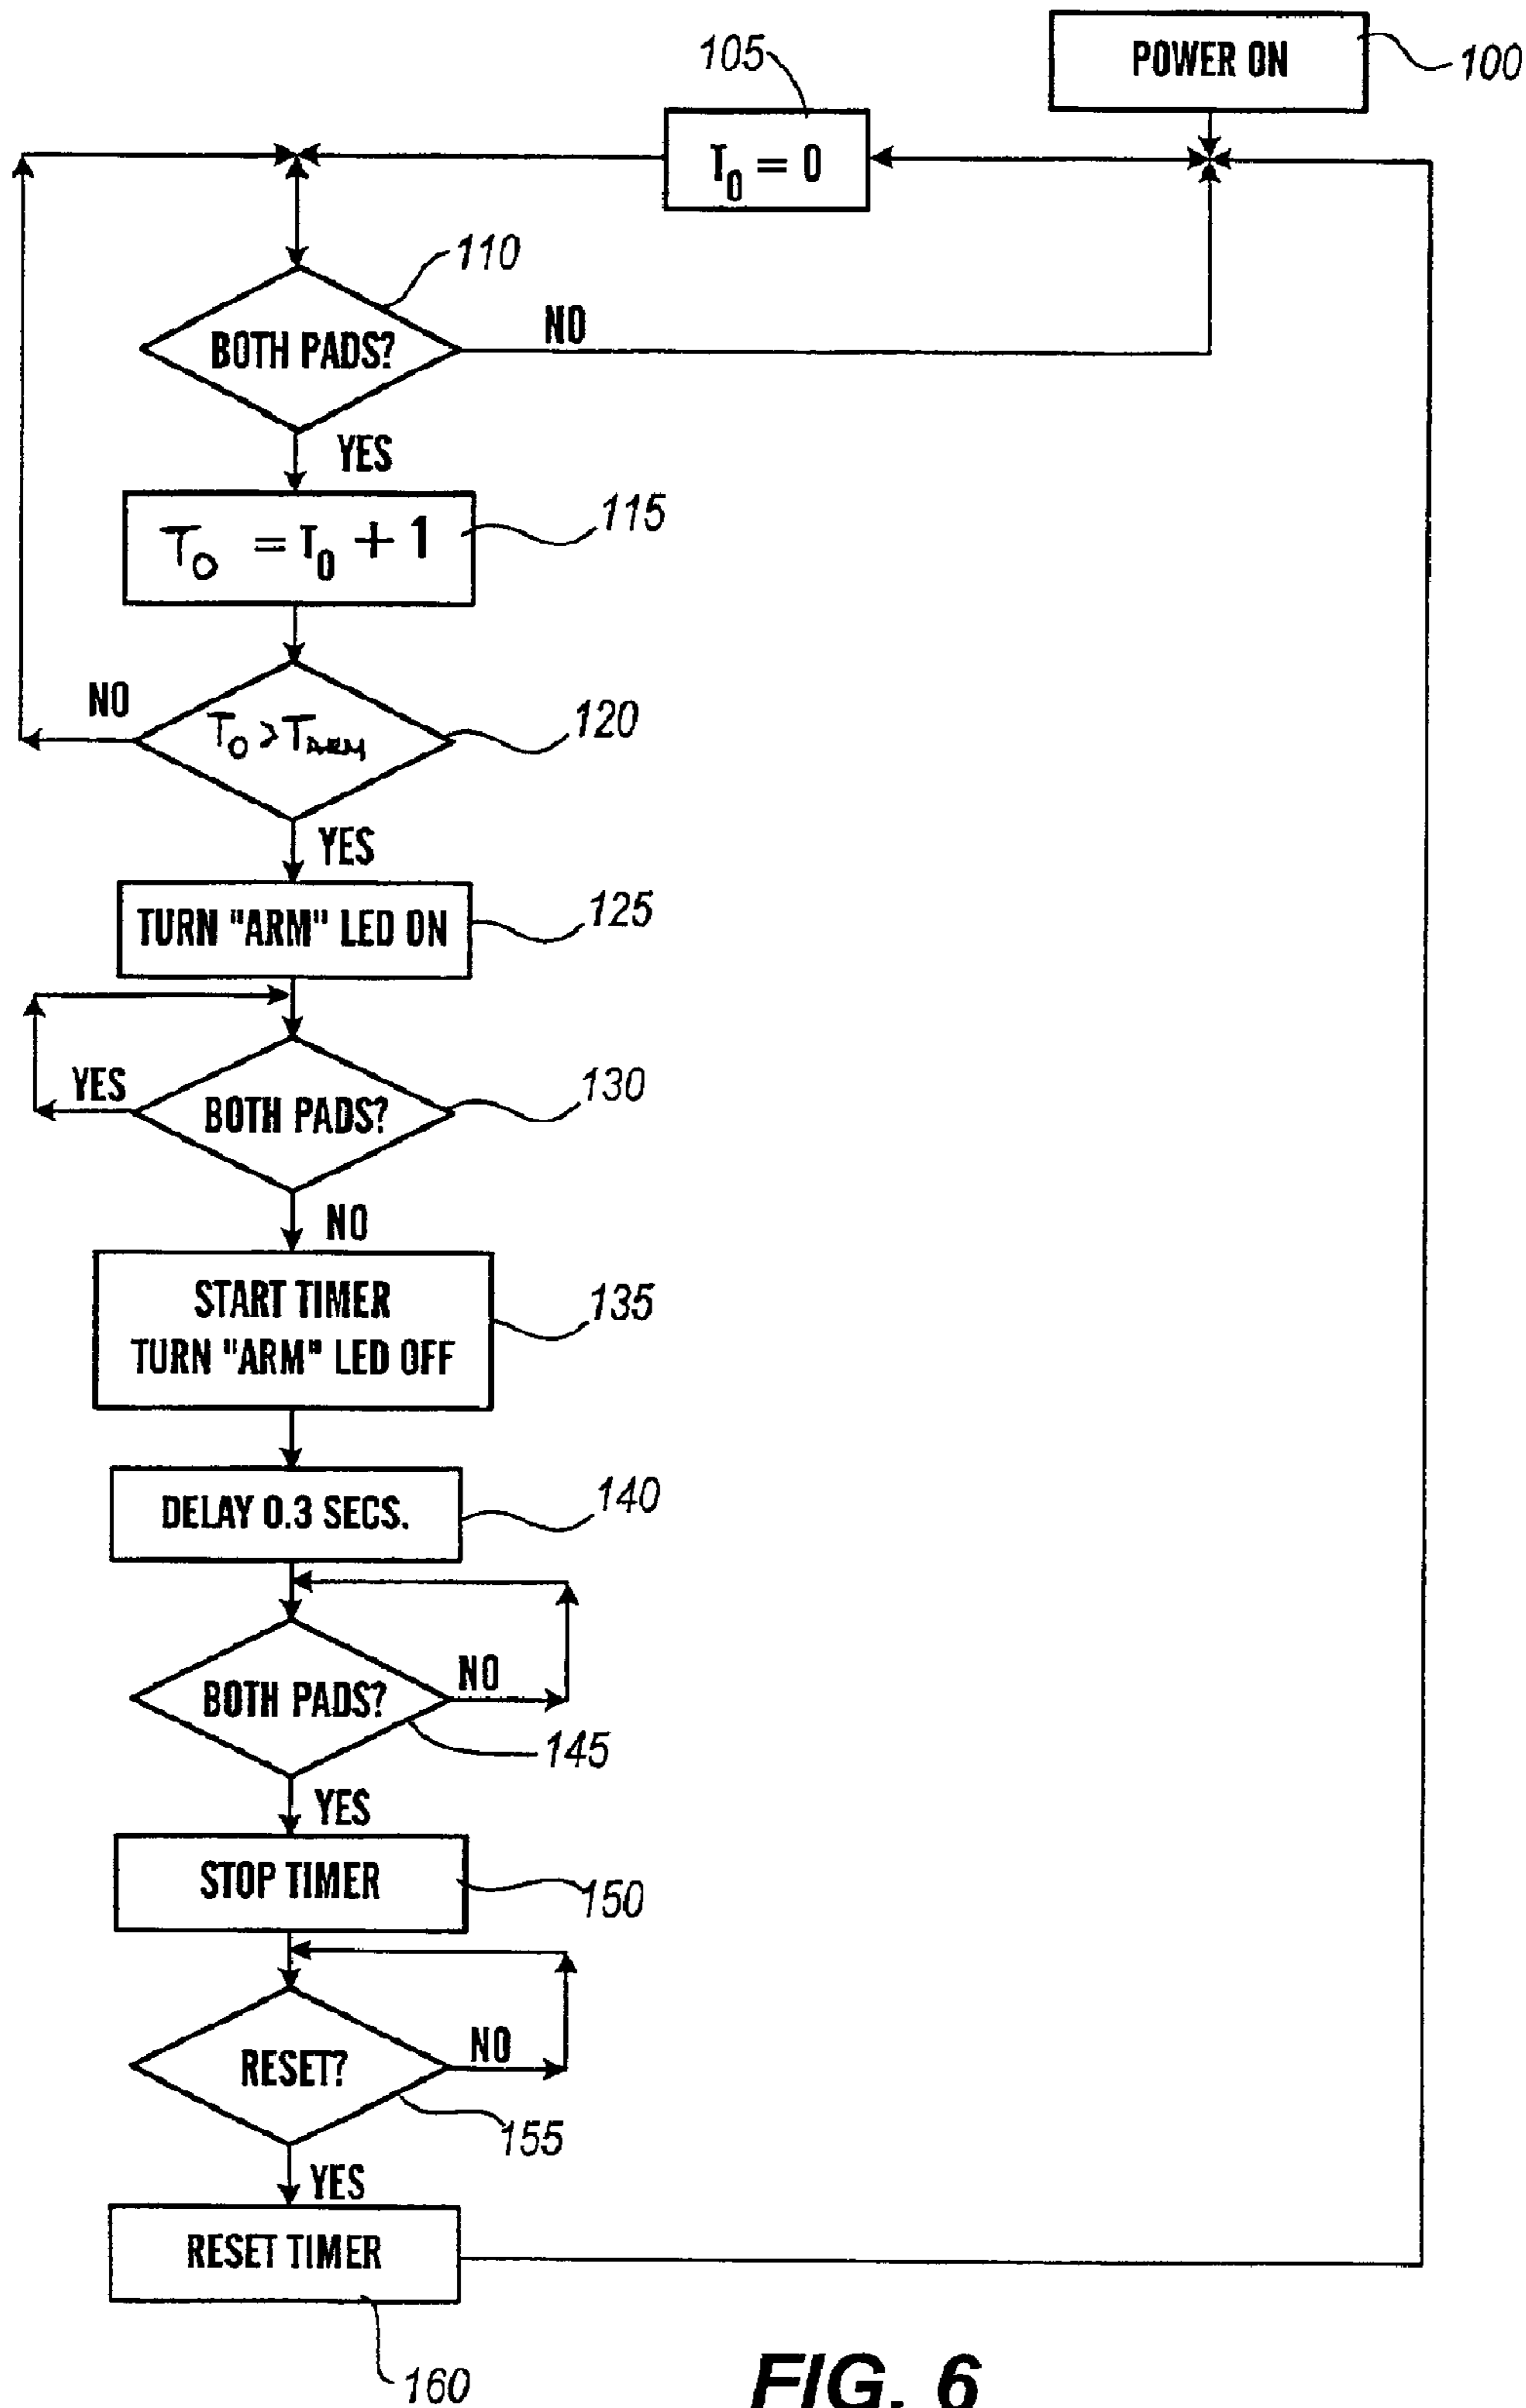 POWER ON
100
105
T0 = 0
110
BOTH PADS?
NO
YES
115
T0 = T0 + 1
NO
120
T0 > TARM
YES
125
TURN "ARM" LED ON
YES
130
BOTH PADS?
NO
START TIMER
TURN "ARM" LED OFF
135
DELAY 0.3 SECS.
140
BOTH PADS?
NO
145
YES
STOP TIMER
150
RESET?
NO
155
YES
RESET TIMER
160
FIG. 6